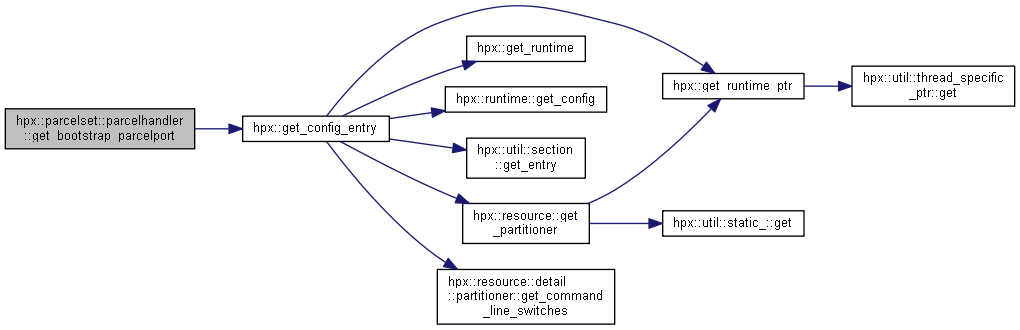 hpx::parcelset::parcelhandler
::get_bootstrap_parcelport
hpx::get_config_entry
hpx::get_runtime
hpx::runtime::get_config
hpx::util::section
::get_entry
hpx::resource::get
_partitioner
hpx::resource::detail
::partitioner::get_command
_line_switches
hpx::get_runtime_ptr
hpx::util::static_::get
hpx::util::thread_specific
_ptr::get